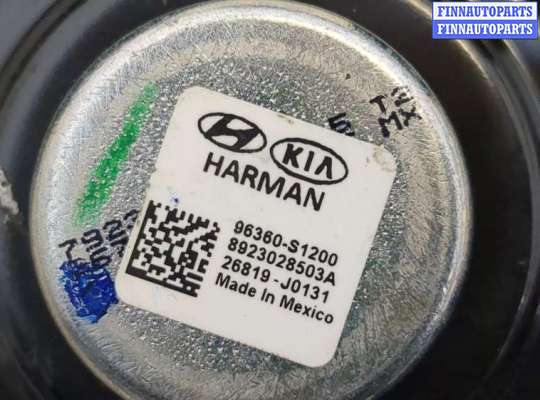 FINNAUTOPARTS
FINNAUTOPARTS
KIA
HARMAN
96360-S1200
8923028503A
26819-J0131
Made In Mexico
MX